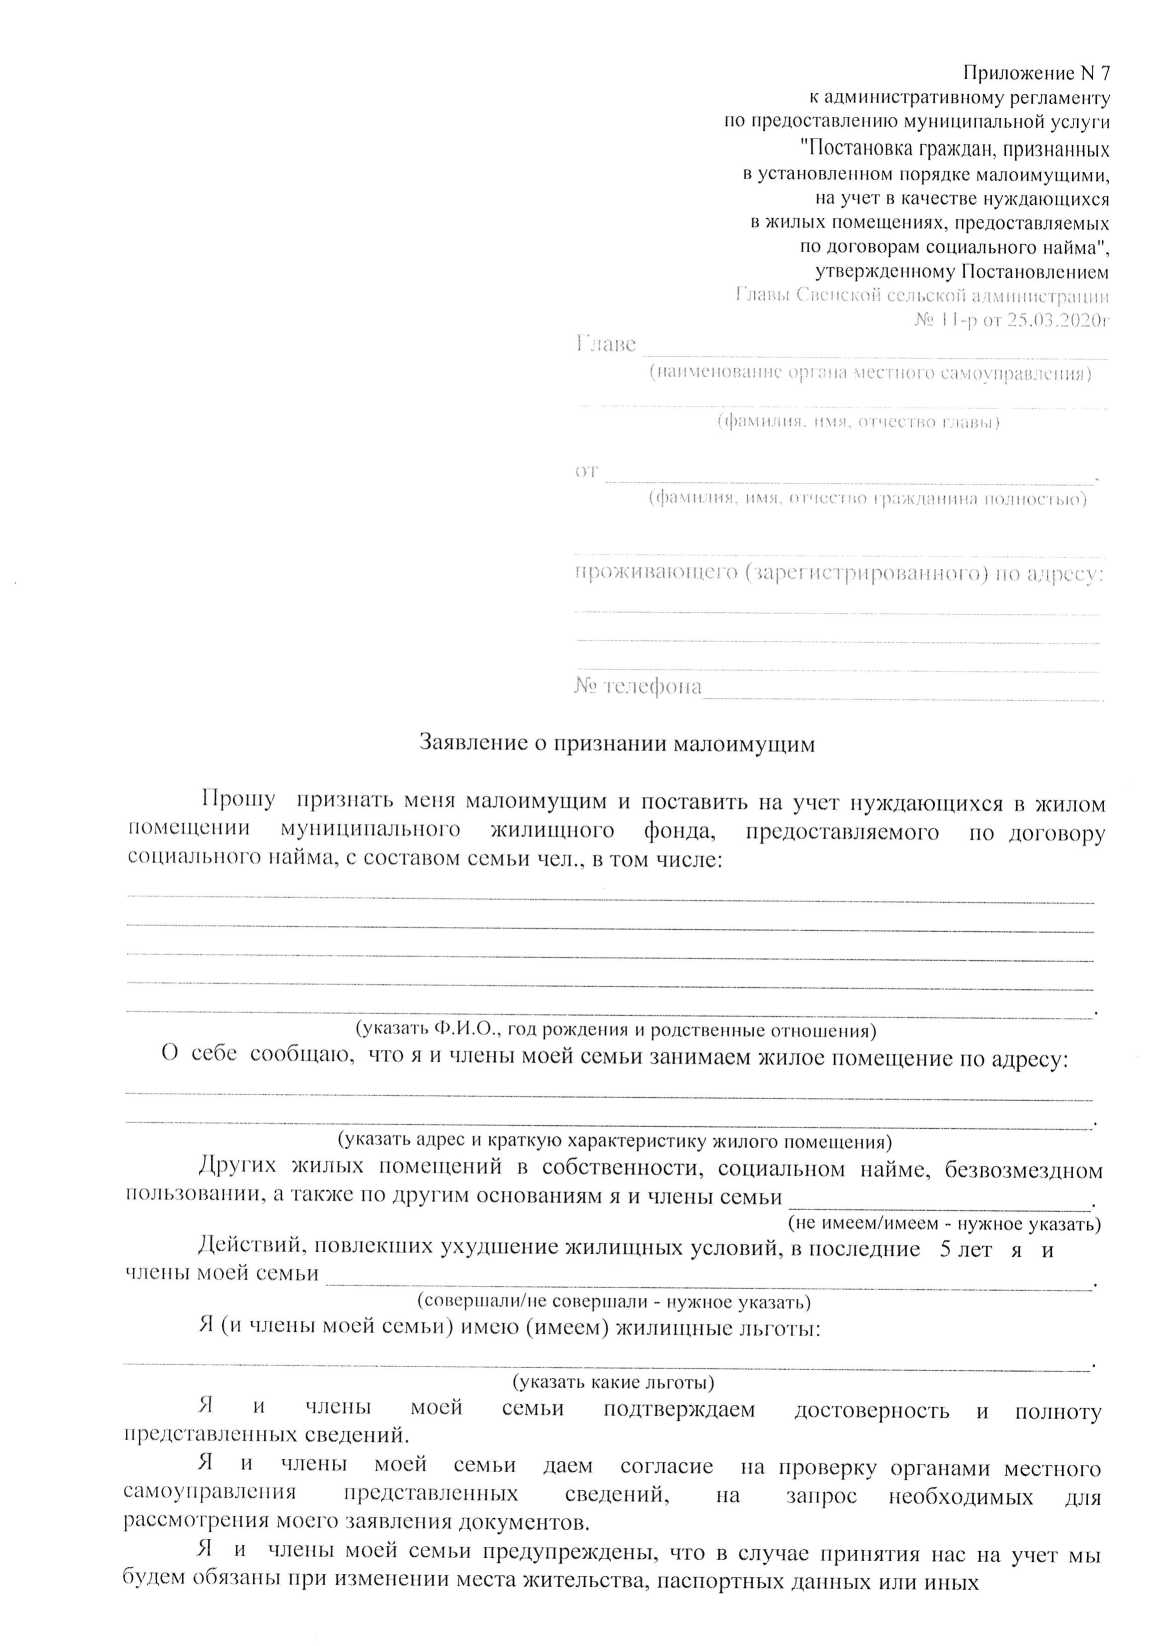 Приложение N 7
к административному регламенту
по предоставлению муниципальной услуги
"Постановка граждан, признанных
в установленном порядке малоимущими,
на учет в качестве нуждающихся
в жилых помещениях, предоставляемых
по договорам социального найма",
утвержденному Постановлением
Главы Свенской сельской администрации
№ 11-р от 25.03.2020г
Главе
(наименование органа местного самоуправления)
(фамилия, имя, отчество главы)
от .
(фамилия, имя, отчество гражданина полностью)
проживающего (зарегистрированного) по адресу:
№ телефона
Заявление о признании малоимущим
Прошу признать меня малоимущим и поставить на учет нуждающихся в жилом
помещении муниципального жилищного фонда, предоставляемого по договору
социального найма, с составом семьи чел., в том числе:
.
(указать Ф.И.О., год рождения и родственные отношения)
О себе сообщаю, что я и члены моей семьи занимаем жилое помещение по адресу:
.
(указать адрес и краткую характеристику жилого помещения)
Других жилых помещений в собственности, социальном найме, безвозмездном
пользовании, а также по другим основаниям я и члены семьи .
(не имеем/имеем - нужное указать)
Действий, повлекших ухудшение жилищных условий, в последние 5 лет я и
члены моей семьи .
(совершали/не совершали - нужное указать)
Я (и члены моей семьи) имею (имеем) жилищные льготы:
.
(указать какие льготы)
Я и члены моей семьи подтверждаем достоверность и полноту
представленных сведений.
Я и члены моей семьи даем согласие на проверку органами местного
самоуправления представленных сведений, на запрос необходимых для
рассмотрения моего заявления документов.
Я и члены моей семьи предупреждены, что в случае принятия нас на учет мы
будем обязаны при изменении места жительства, паспортных данных или иных